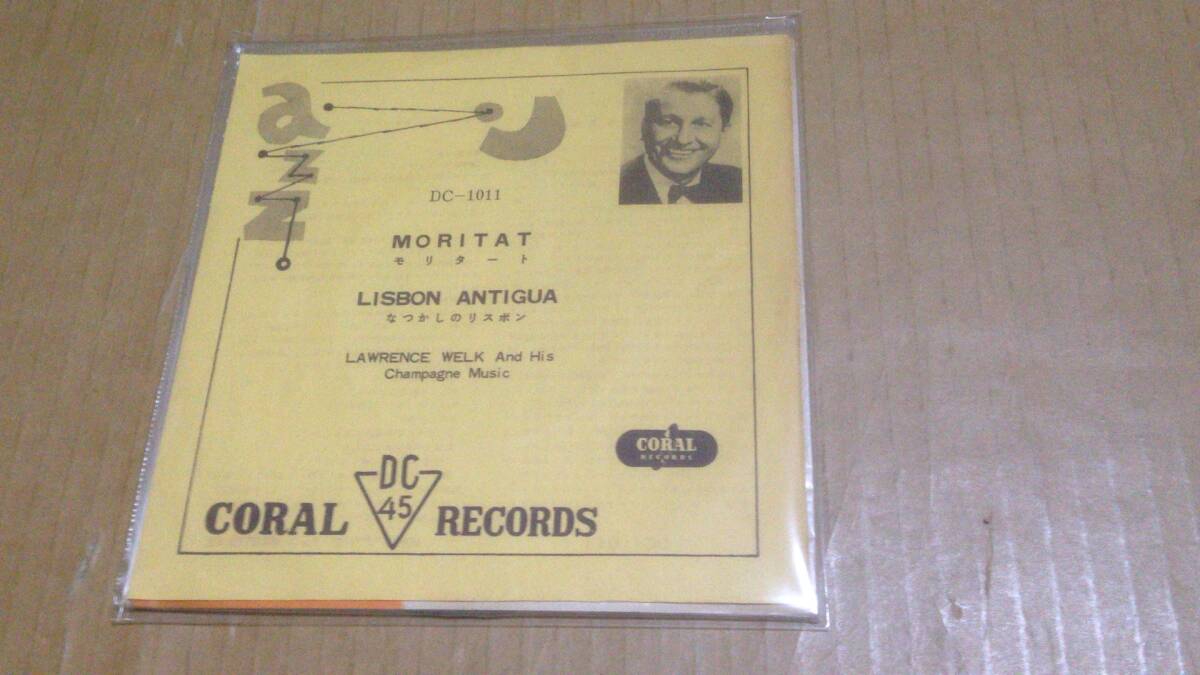 Jazz
DC-1011
MORITAT
モリタート
LISBON ANTIGUA
なつかしのリスボン
LAWRENCE WELK And His
Champagne Music
CORAL
RECORDS
DC
45
CORAL RECORDS